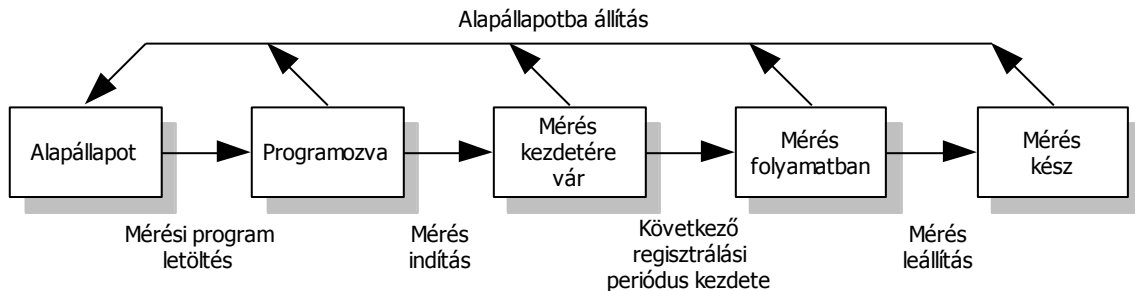 Alapállapotba állítás
Alapállapot
Programozva
Mérés
kezdetére
vár
Mérés
folyamatban
Mérés
kész
Mérési program
letöltés
Mérés
indítás
Következő
regisztrálási
periódus kezdete
Mérés
leállítás